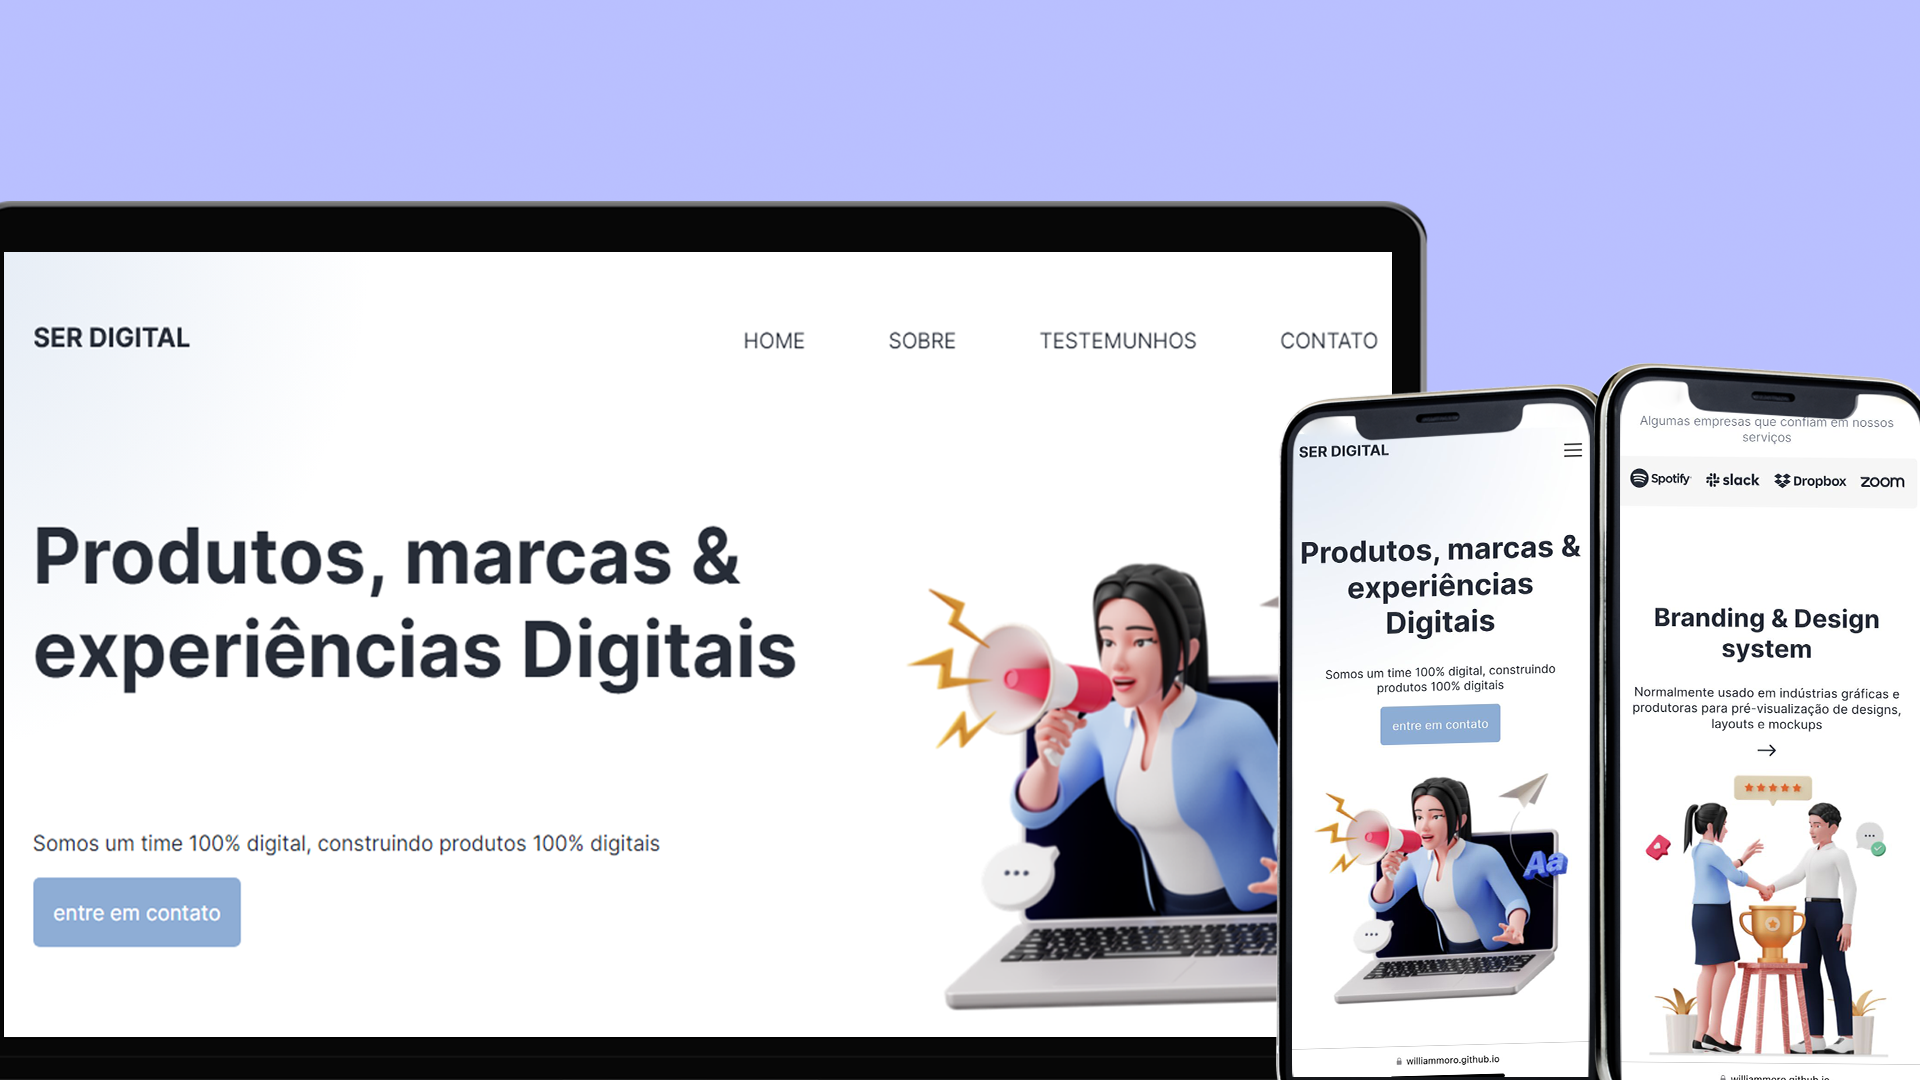 SER DIGITAL
HOME
SOBRE
TESTEMUNHOS
CONTATO
Produtos, marcas &
experiências Digitais
Somos um time 100% digital, construindo produtos 100% digitais
entre em contato
SER DIGITAL
Produtos, marcas &
experiências
Digitais
Somos um time 100% digital, construindo
produtos 100% digitais
entre em contato
Aa
williammoro.github.io
Algumas empresas que confiam em nossos
serviços
Spotify
slack
Dropbox
zoom
Branding & Design
system
Normalmente usado em indústrias gráficas e
produtoras para pré-visualização de designs,
layouts e mockups
williammoro.github.io